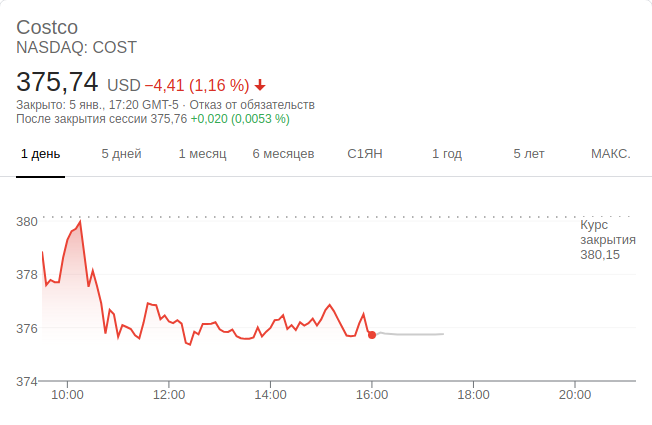 Costco
NASDAQ: COST
375,74 USD −4,41 (1,16 %)
Закрыто: 5 янв., 17:20 GMT-5 · Отказ от обязательств
После закрытия сессии 375,76 +0,020 (0,0053 %)
1 день 5 дней 1 месяц 6 месяцев С1ЯН 1 год 5 лет МАКС.
380
Курс
закрытия
380,15
378
376
374
10:00 12:00 14:00 16:00 18:00 20:00